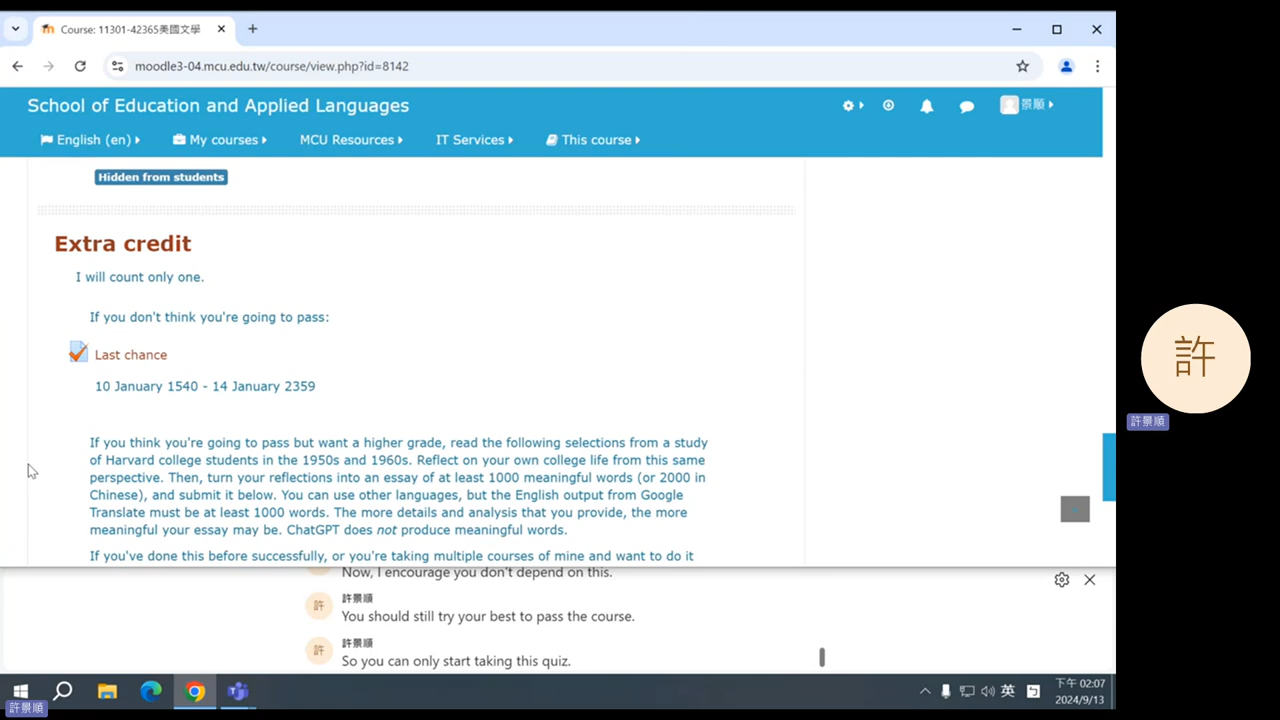 Course: 11301-42365美國文學
moodle3-04.mcu.edu.tw/course/view.php?id=8142
School of Education and Applied Languages
景順
English (en)
My courses
MCU Resources
IT Services
This course
Hidden from students
Extra credit
I will count only one.
If you don't think you're going to pass:
Last chance
10 January 1540 - 14 January 2359
If you think you're going to pass but want a higher grade, read the following selections from a study
of Harvard college students in the 1950s and 1960s. Reflect on your own college life from this same
perspective. Then, turn your reflections into an essay of at least 1000 meaningful words (or 2000 in
Chinese), and submit it below. You can use other languages, but the English output from Google
Translate must be at least 1000 words. The more details and analysis that you provide, the more
meaningful your essay may be. ChatGPT does not produce meaningful words.
If you've done this before successfully, or you're taking multiple courses of mine and want to do it
許
許景順
Now, I encourage you don't depend on this.
許
許景順
You should still try your best to pass the course.
許
許景順
So you can only start taking this quiz.
英
下午 02:07
2024/9/13
許景順